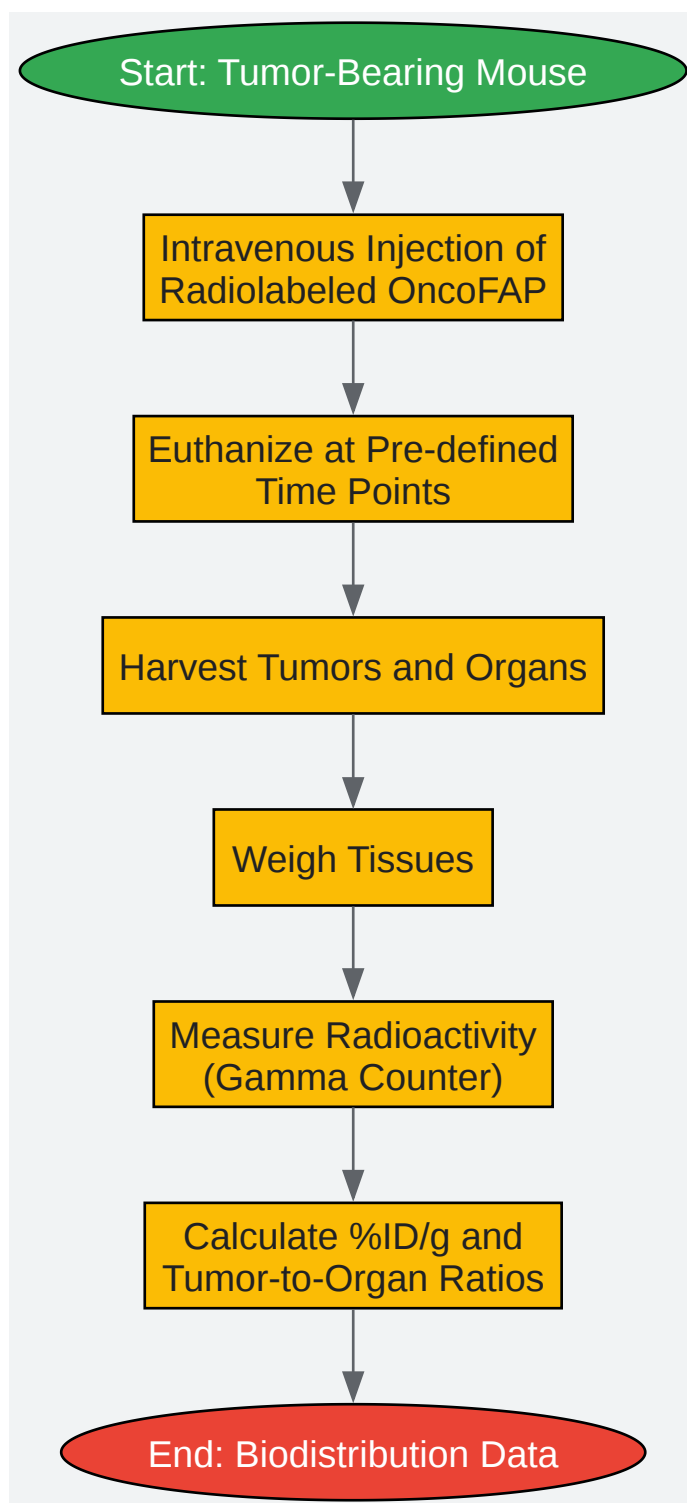 Start: Tumor-Bearing Mouse
Intravenous Injection of
Radiolabeled OncoFAP
Euthanize at Pre-defined
Time Points
Harvest Tumors and Organs
Weigh Tissues
Measure Radioactivity
(Gamma Counter)
Calculate %ID/g and
Tumor-to-Organ Ratios
End: Biodistribution Data